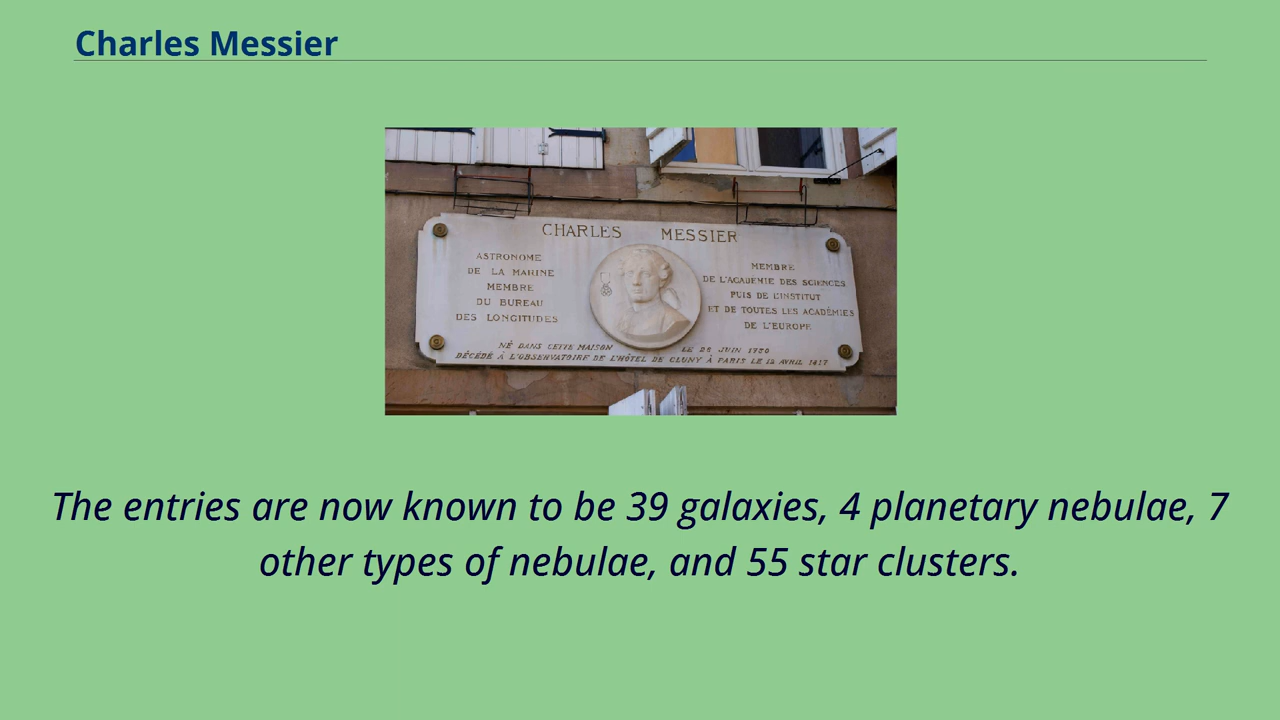 Charles Messier
CHARLES MESSIER
ASTRONOME
DE LA MARINE
MEMBRE
DU BUREAU
DES LONGITUDES
MEMBRE
DE L'ACADEMIE DES SCIENCES
PUIS DE L'INSTITUT
ET DE TOUTES LES ACADÉMIES
DE L'EUROPE
NÉ DANS CETTE MAISON LE 26 JUIN 1730
DÉCÉDÉ À L'OBSERVATOIRE DE L'HÔTEL DE CLUNY À PARIS LE 12 AVRIL 1817
The entries are now known to be 39 galaxies, 4 planetary nebulae, 7
other types of nebulae, and 55 star clusters.